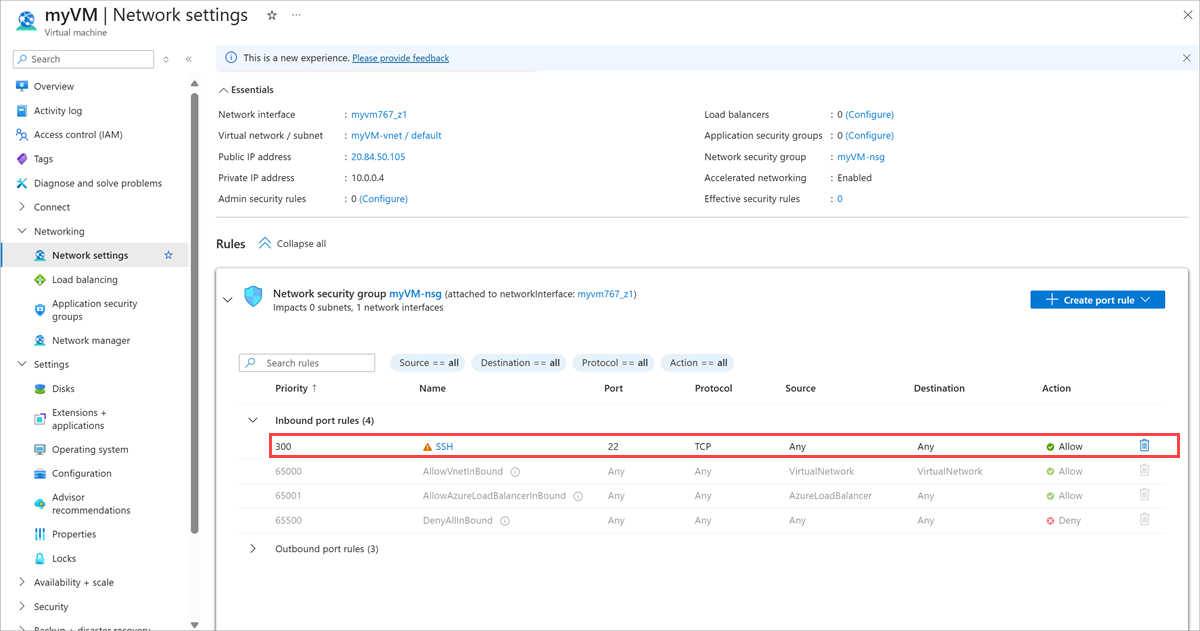 myVM | Network settings ☆ ···
Virtual machine
Search
This is a new experience. Please provide feedback
Overview
Activity log
Access control (IAM)
Tags
Diagnose and solve problems
Connect
Networking
Network settings
Load balancing
Application security
groups
Network manager
Settings
Disks
Extensions +
applications
Operating system
Configuration
Advisor
recommendations
Properties
Locks
Availability + scale
Security
Backup + disaster recovery
Essentials
Network interface : myvm767_z1
Virtual network / subnet : myVM-vnet / default
Public IP address : 20.84.50.105
Private IP address : 10.0.0.4
Admin security rules : 0 (Configure)
Load balancers : 0 (Configure)
Application security groups : 0 (Configure)
Network security group : myVM-nsg
Accelerated networking : Enabled
Effective security rules : 0
Rules Collapse all
Network security group myVM-nsg (attached to networkInterface: myvm767_z1)
Impacts 0 subnets, 1 network interfaces
Create port rule
Search rules Source == all Destination == all Protocol == all Action == all
Priority ↑ Name Port Protocol Source Destination Action
Inbound port rules (4)
300 SSH 22 TCP Any Any Allow
65000 AllowVnetInBound Any Any VirtualNetwork VirtualNetwork Allow
65001 AllowAzureLoadBalancerInBound Any Any AzureLoadBalancer Any Allow
65500 DenyAllInBound Any Any Any Any Deny
Outbound port rules (3)